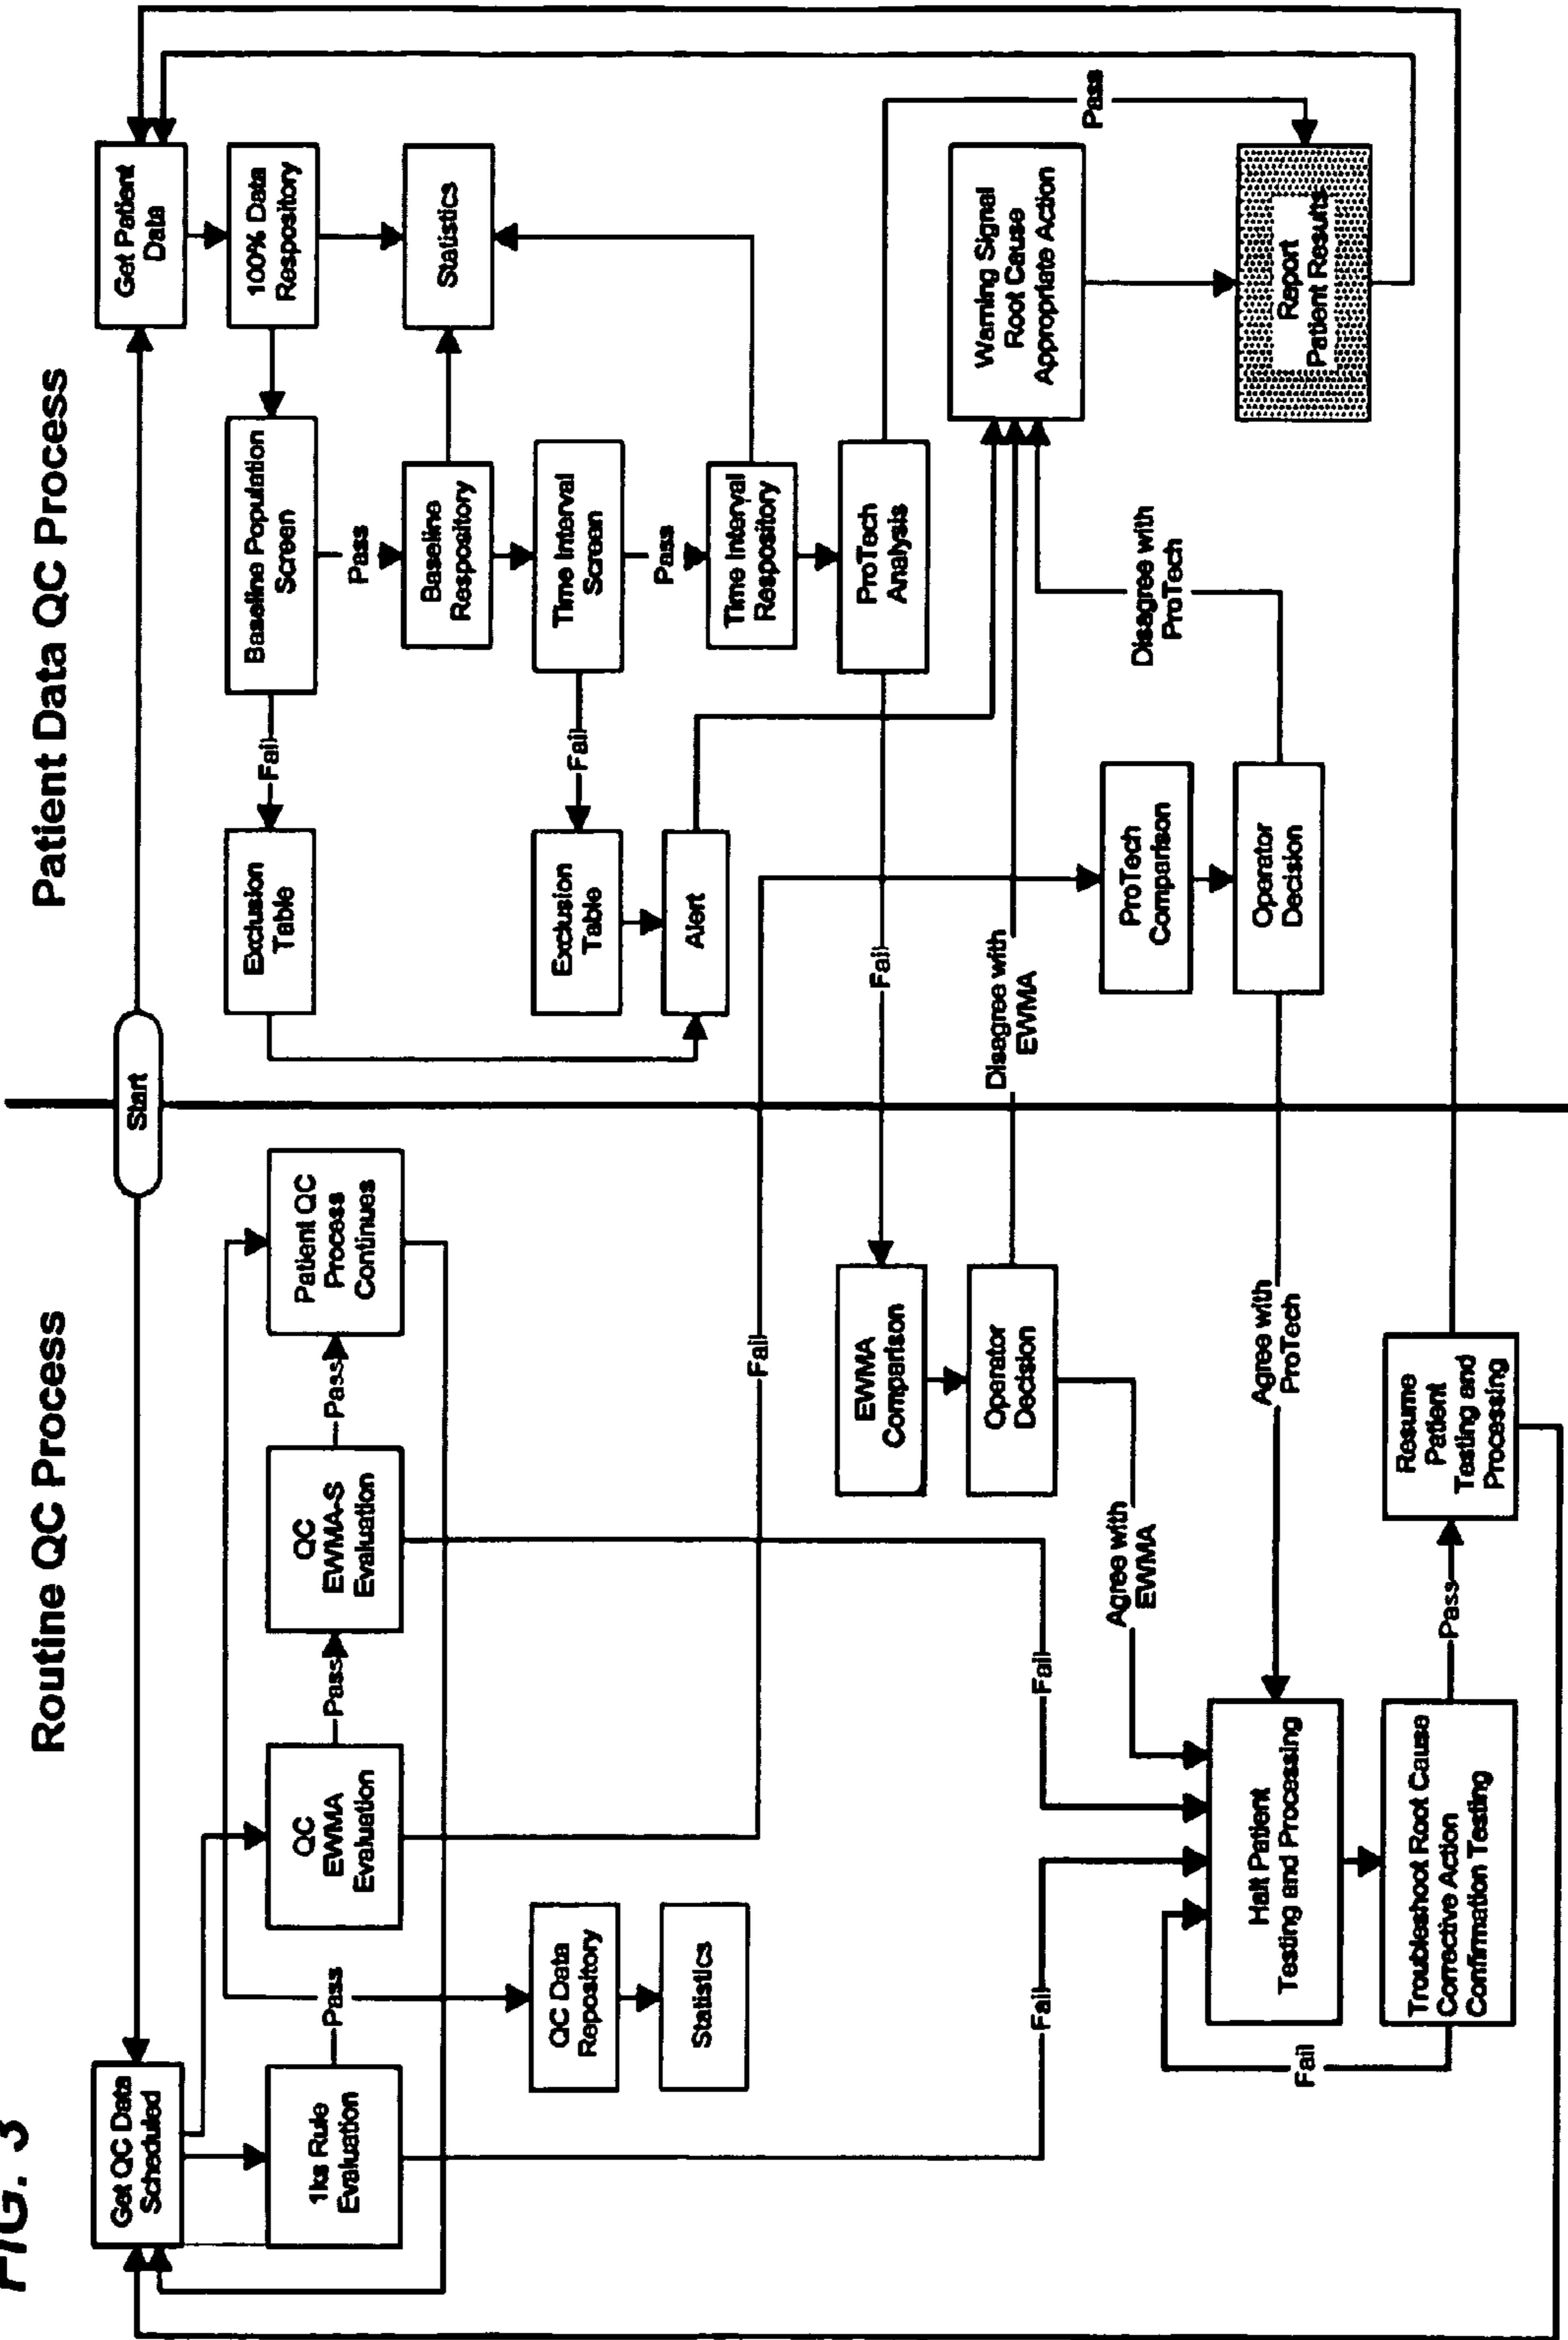 FIG. 3
Routine QC Process
Patient Data QC Process
Start
Get QC Data
Scheduled
1ks Rule
Evaluation
Pass
QC
EWMA
Evaluation
Pass
QC
EWMA-S
Evaluation
Pass
Patient QC
Process
Continues
QC Data
Repository
Statistics
Fail
Fail
Fail
EWMA
Comparison
Operator
Decision
Agree with
EWMA
Disagree with
EWMA
Agree with
ProTech
Halt Patient
Testing and Processing
Troubleshoot Root Cause
Corrective Action
Confirmation Testing
Fail
Pass
Resume
Patient
Testing and
Processing
Get Patient
Data
100% Data
Respository
Statistics
Baseline Population
Screen
Fail
Exclusion
Table
Pass
Baseline
Respository
Time Interval
Screen
Fail
Exclusion
Table
Alert
Pass
Time Interval
Respository
ProTech
Analysis
Fail
Pass
ProTech
Comparison
Operator
Decision
Disagree with
ProTech
Warning Signal
Root Cause
Appropriate Action
Report
Patient Results